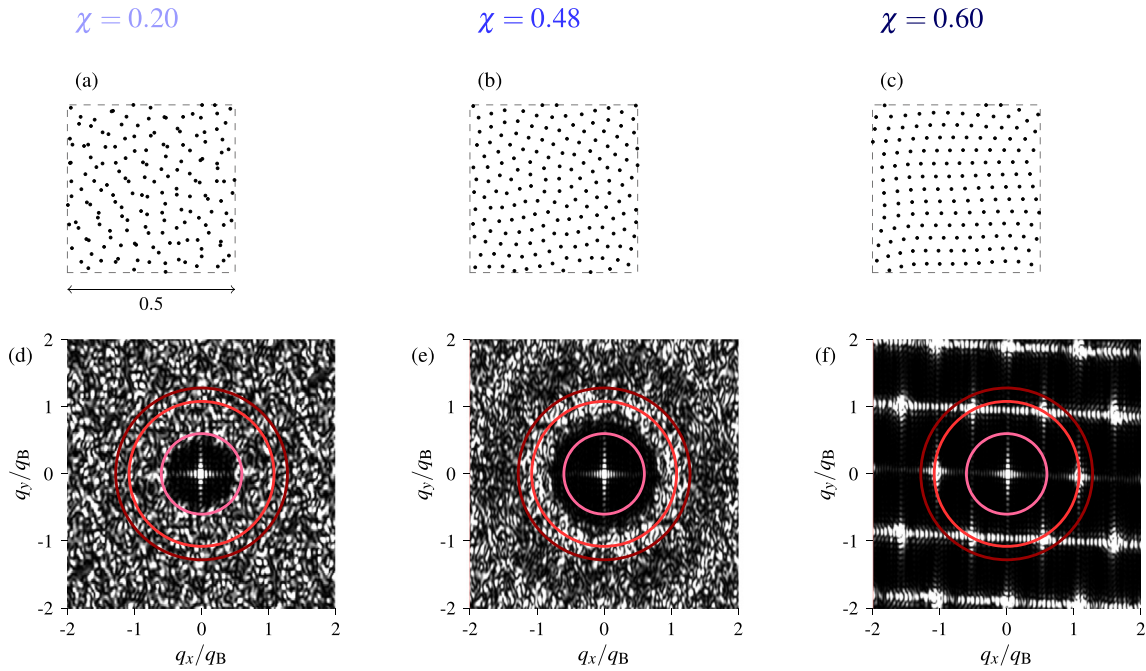 χ = 0.20 χ = 0.48 χ = 0.60
(a) (b) (c)
0.5
(d) (e) (f)
2 2 2
1 1 1
0 0 0
-1 -1 -1
-2 -2 -2
q_y/q_B q_y/q_B q_y/q_B
-2 -1 0 1 2 -2 -1 0 1 2 -2 -1 0 1 2
q_x/q_B q_x/q_B q_x/q_B